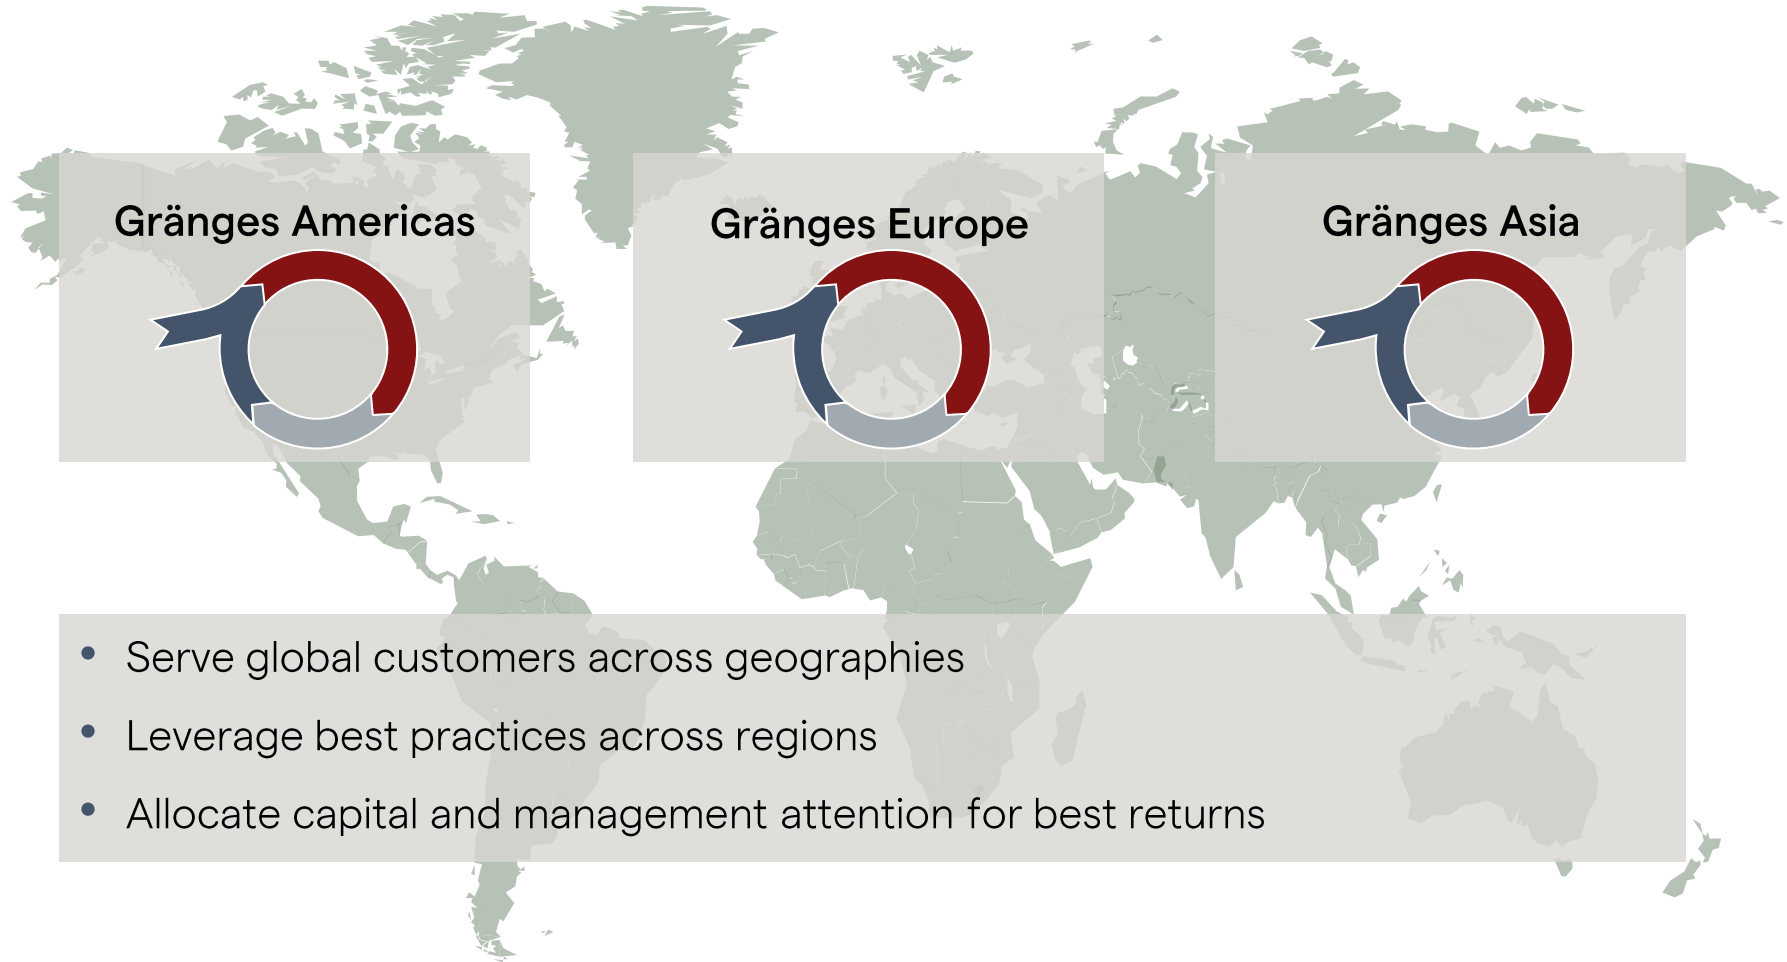 Gränges Americas
Gränges Europe
Gränges Asia
• Serve global customers across geographies
• Leverage best practices across regions
• Allocate capital and management attention for best returns